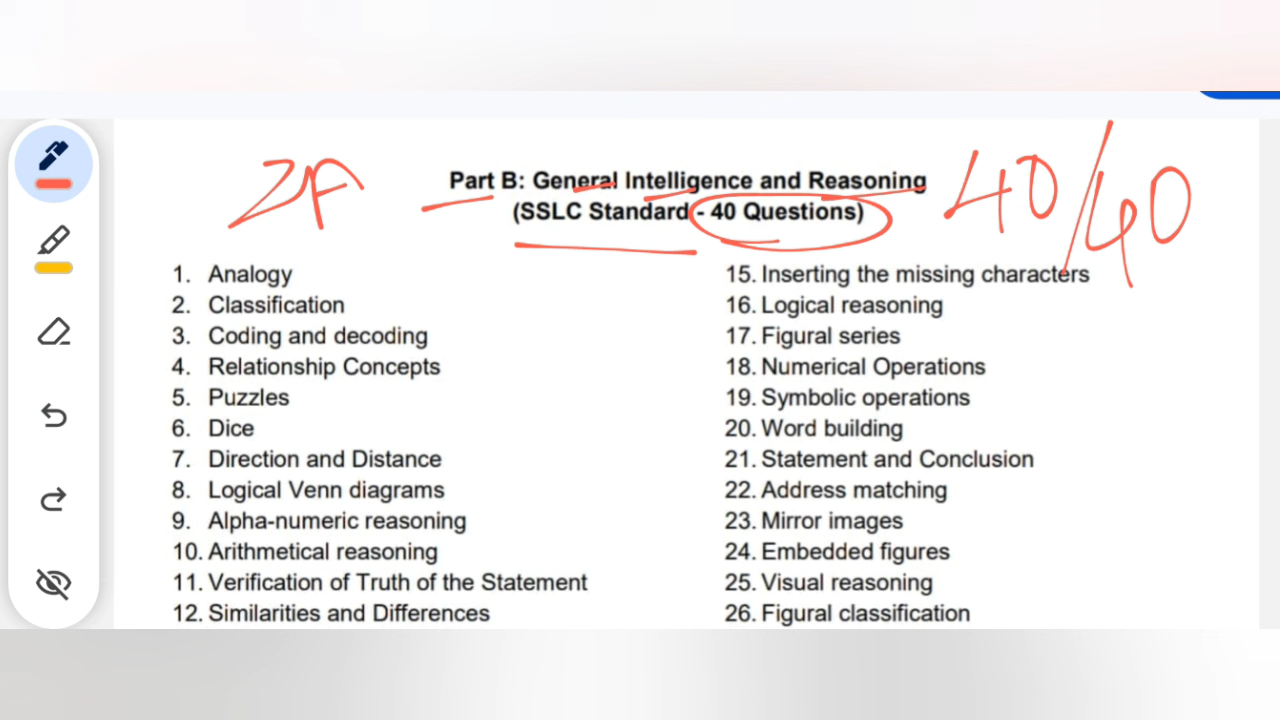 Part B: General Intelligence and Reasoning
(SSLC Standard - 40 Questions)
40/40
1. Analogy
2. Classification
3. Coding and decoding
4. Relationship Concepts
5. Puzzles
6. Dice
7. Direction and Distance
8. Logical Venn diagrams
9. Alpha-numeric reasoning
10. Arithmetical reasoning
11. Verification of Truth of the Statement
12. Similarities and Differences
15. Inserting the missing characters
16. Logical reasoning
17. Figural series
18. Numerical Operations
19. Symbolic operations
20. Word building
21. Statement and Conclusion
22. Address matching
23. Mirror images
24. Embedded figures
25. Visual reasoning
26. Figural classification